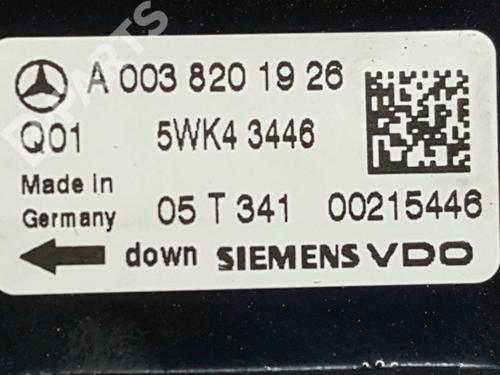 A 003 820 19 26
Q01 5WK4 3446
Made in
Germany 05 T 341 00215446
down SIEMENS VDO